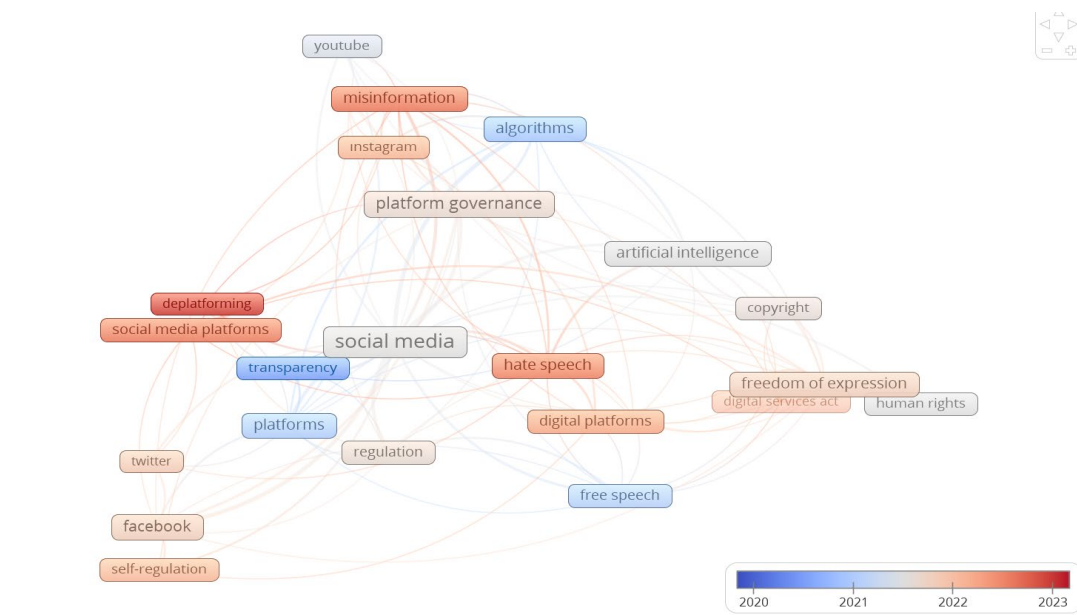 youtube
misinformation
algorithms
instagram
platform governance
artificial intelligence
deplatforming
copyright
social media platforms
social media
transparency
hate speech
freedom of expression
digital services act
human rights
platforms
digital platforms
regulation
twitter
free speech
facebook
self-regulation
2020 2021 2022 2023